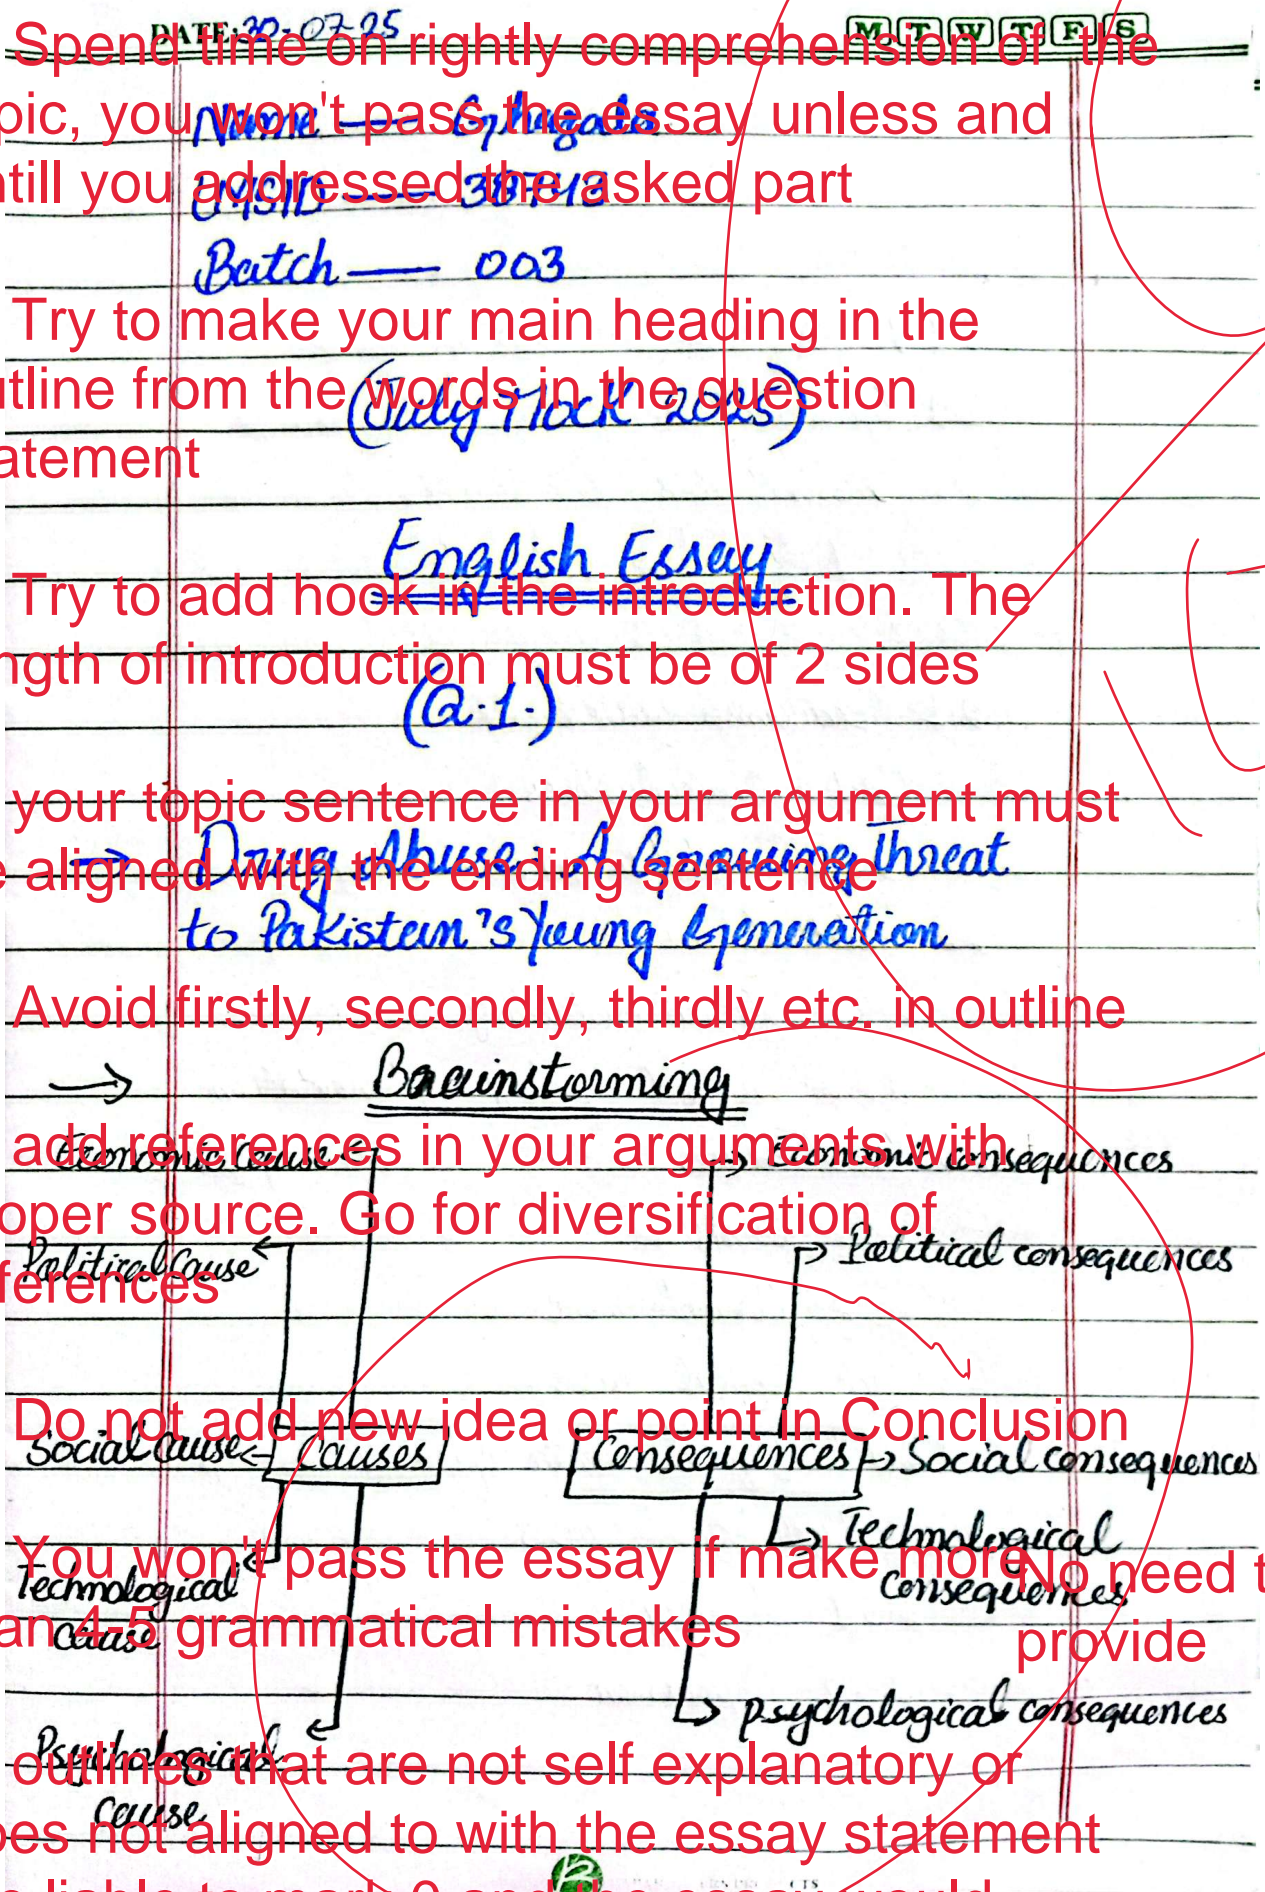 DATE: 30-07-25
M T W T F S
Spend time on rightly comprehension of the
pic, you won't pass the essay unless and
till you addressed the asked part
Name —
UMSID — 38743
Batch — 003
Try to make your main heading in the
tline from the words in the question
atement
(July Mock 2025)
English Essay
Try to add hook in the introduction. The
ngth of introduction must be of 2 sides
(Q.1.)
your topic sentence in your argument must
aligned with the ending sentence
→ Drug Abuse: A Growing Threat
to Pakistan's Young Generation
Avoid firstly, secondly, thirdly etc. in outline
→ Brainstorming
add references in your arguments with
oper source. Go for diversification of
ferences
Economic Cause
Economic consequences
Political Cause
Political consequences
Do not add new idea or point in Conclusion
Social Cause
Causes
Consequences
Social consequences
Technological
consequences
You won't pass the essay if make more
an 4-5 grammatical mistakes
No need t
provide
Technological
Cause
Psychological consequences
Psychological
Cause
outlines that are not self explanatory or
es not aligned to with the essay statement